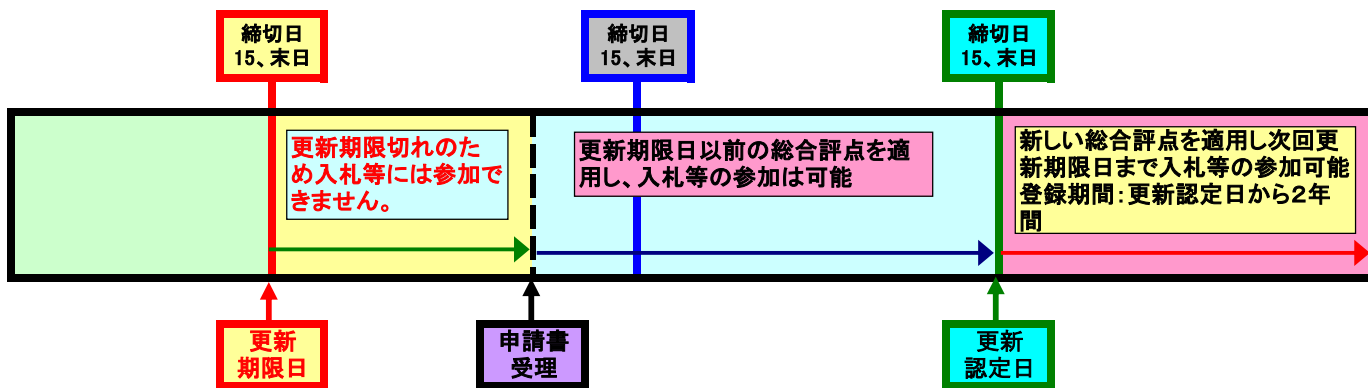 締切日
15、末日
締切日
15、末日
締切日
15、末日
更新期限切れのた
め入札等には参加で
きません。
更新期限日以前の総合評点を適
用し、入札等の参加は可能
新しい総合評点を適用し次回更
新期限日まで入札等の参加可能
登録期間：更新認定日から2年
間
更新
期限日
申請書
受理
更新
認定日